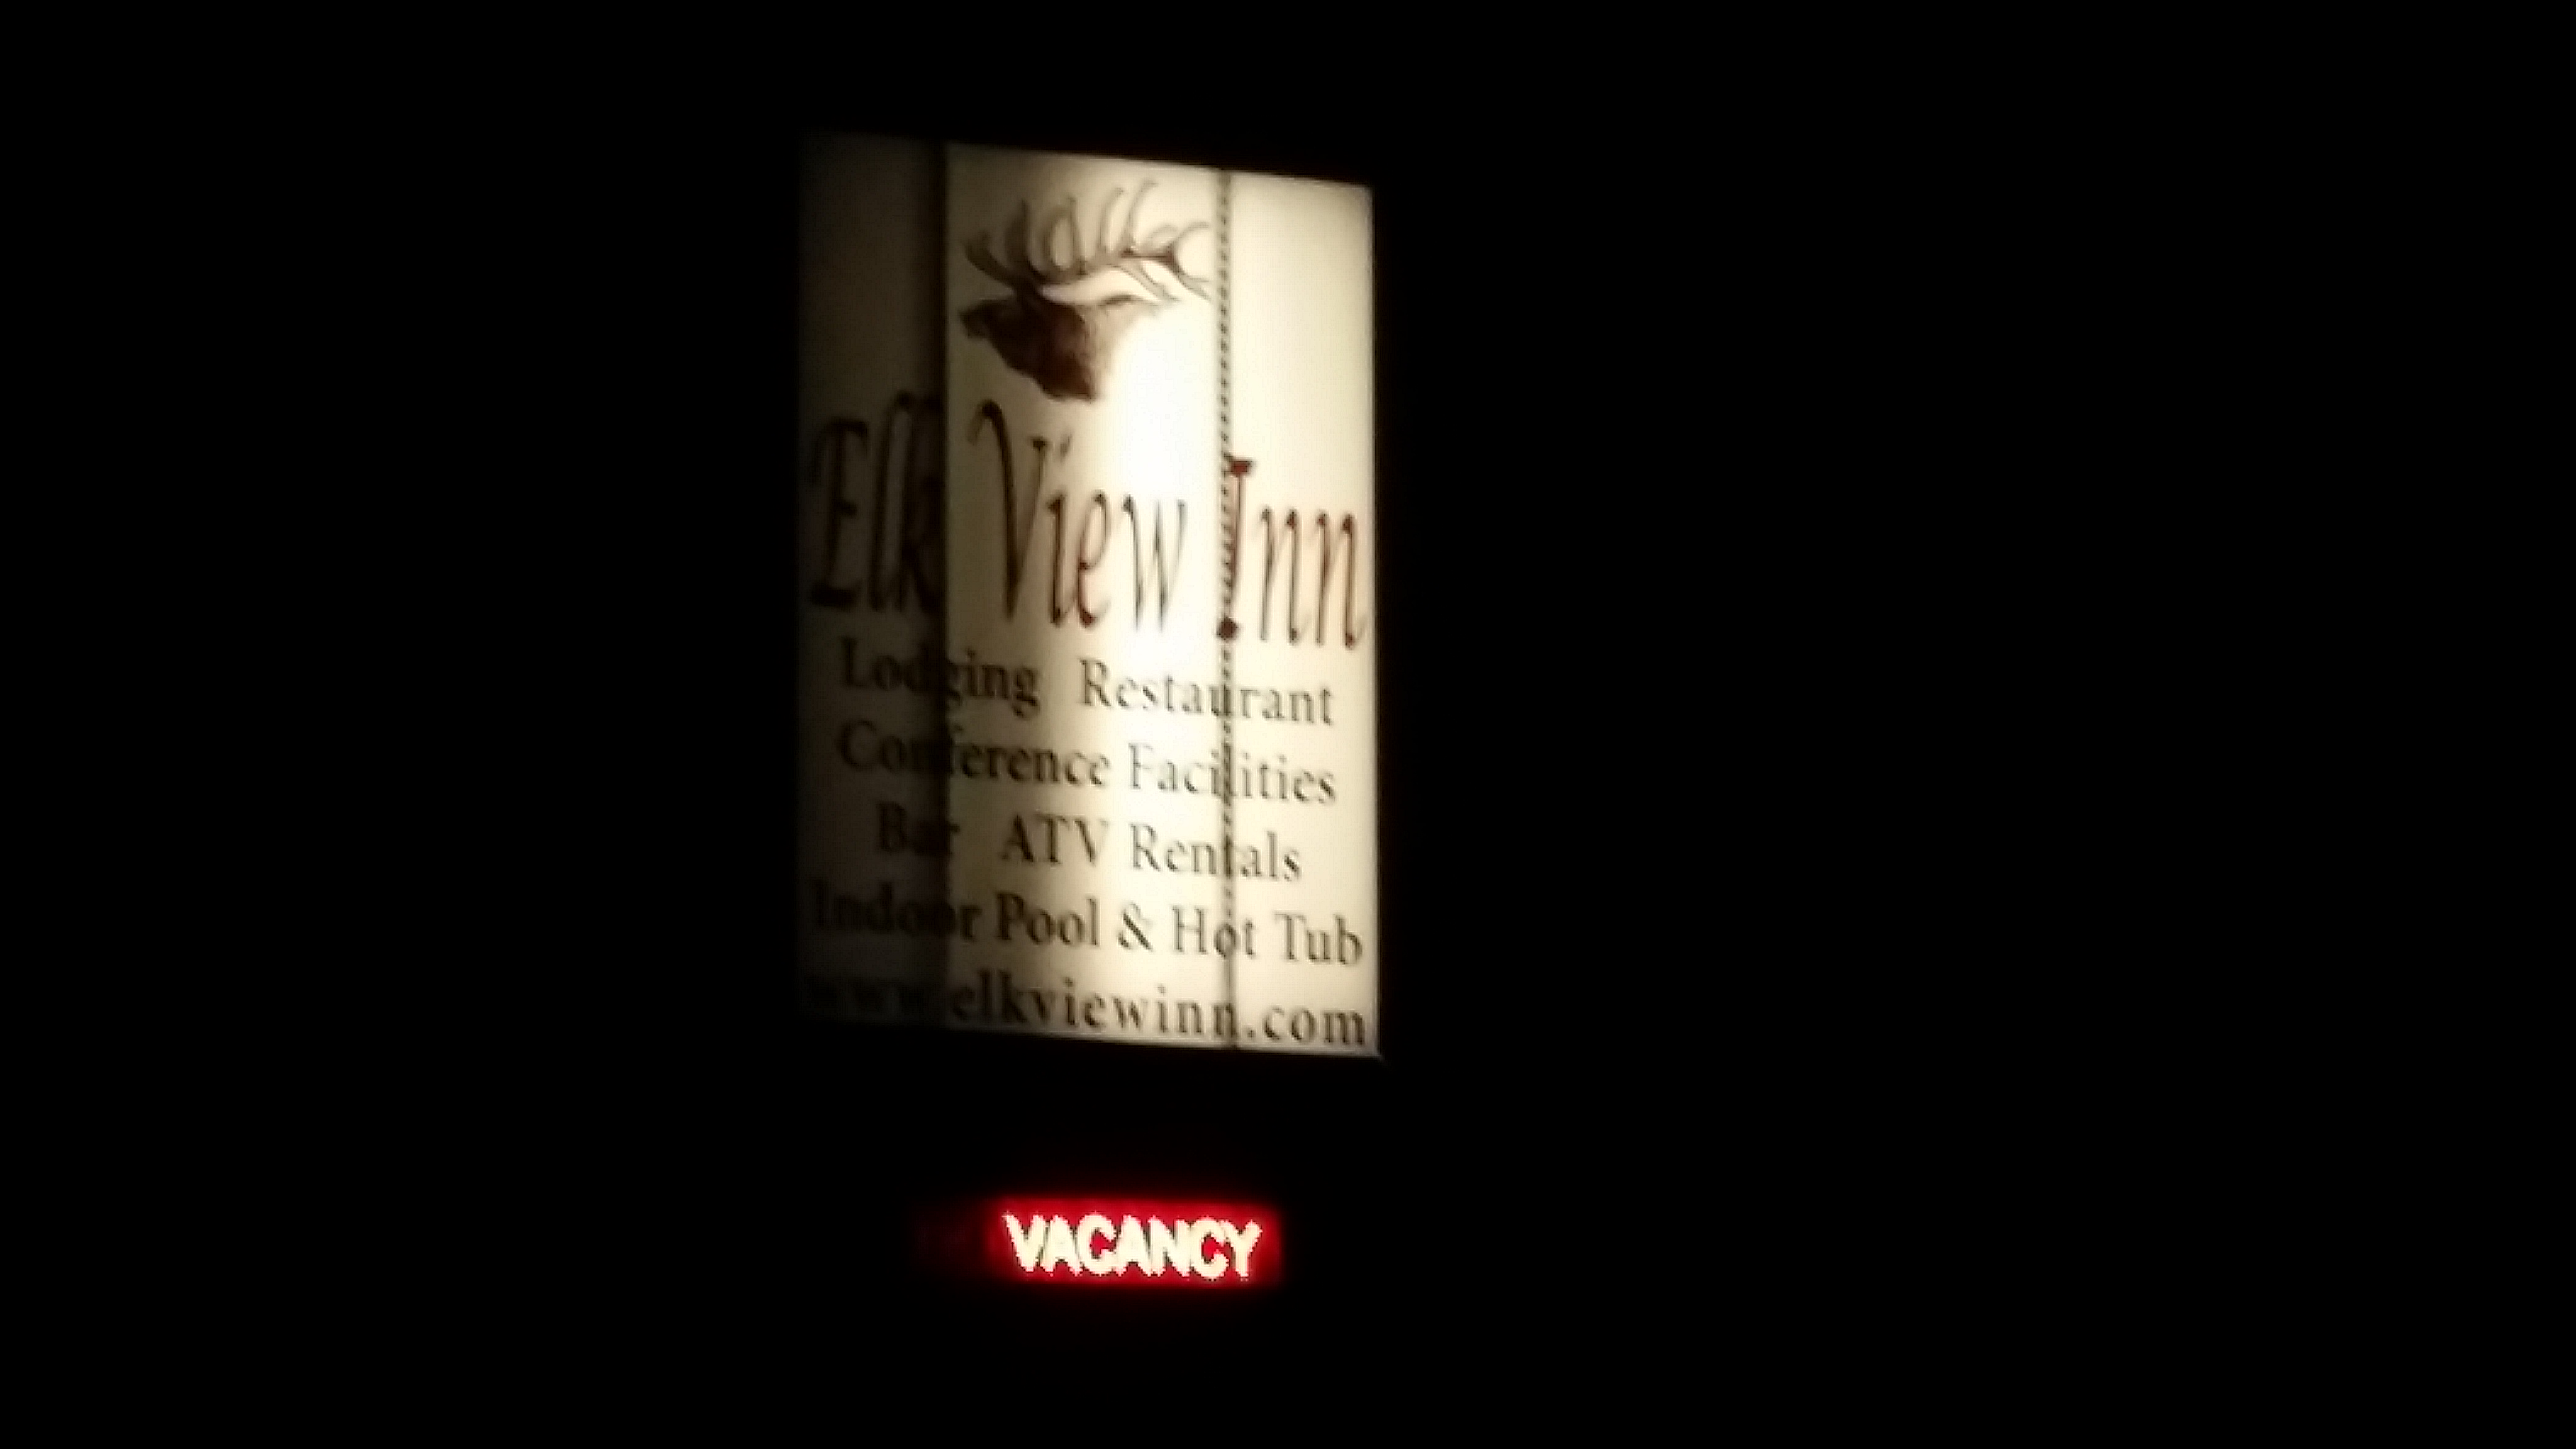 Elk View Inn
Lodging Restaurant
Conference Facilities
Bar ATV Rentals
Indoor Pool & Hot Tub
www.elkviewinn.com
VACANCY